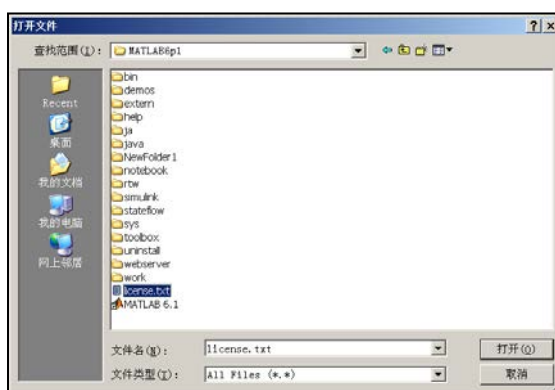 打开文件
查找范围(I):
MATLAB6p1
Recent
桌面
我的文档
我的电脑
网上邻居
bin
demos
extern
help
ja
java
NewFolder1
notebook
rtw
simulink
stateflow
sys
toolbox
uninstall
webserver
work
license.txt
MATLAB 6.1
文件名(N):
license.txt
打开(O)
文件类型(T):
All Files (*.*)
取消